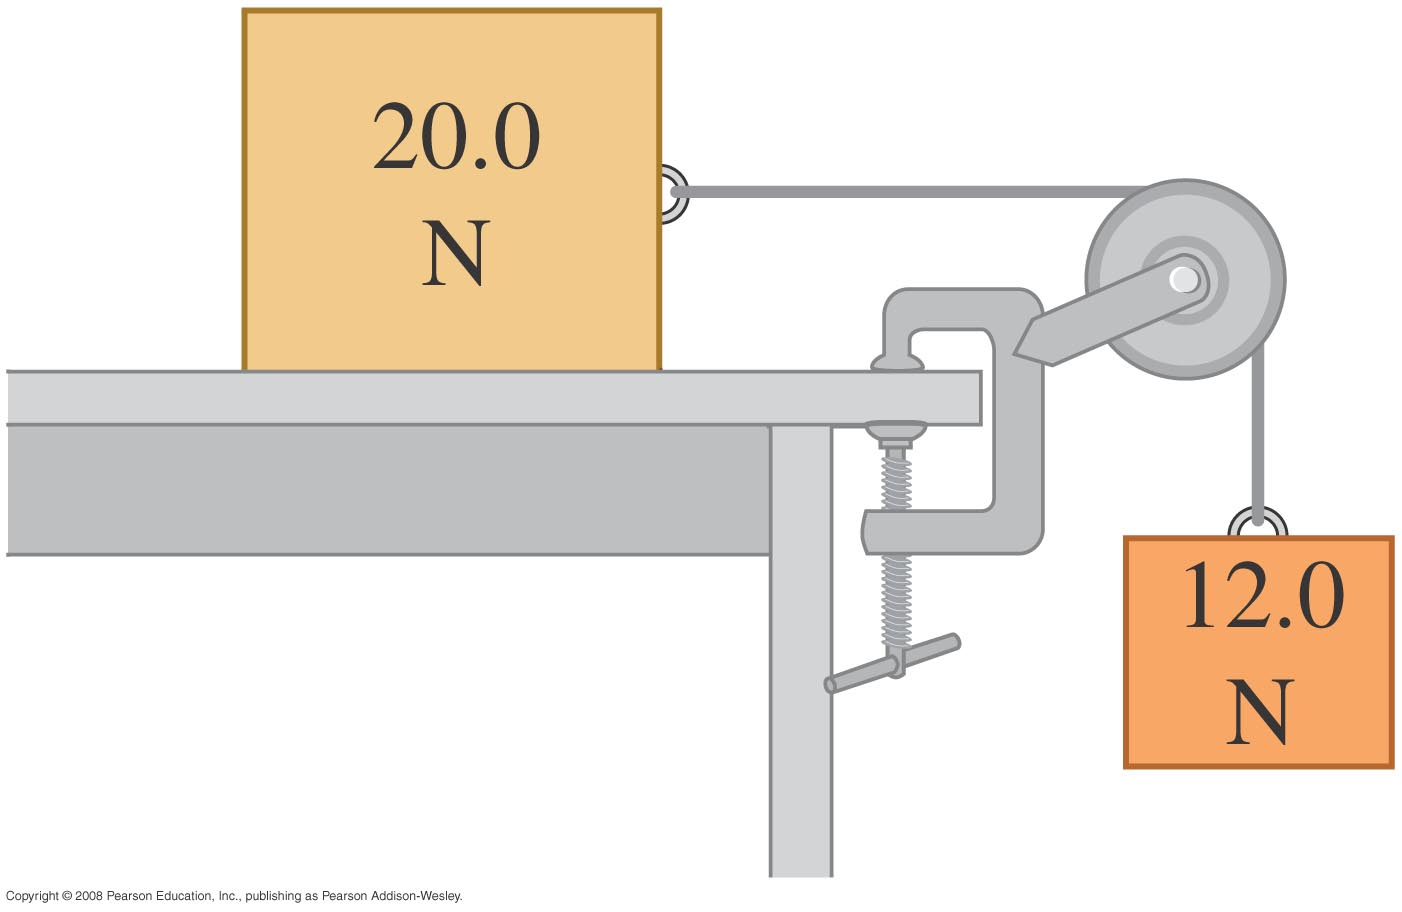 20.0
N
12.0
N
Copyright © 2008 Pearson Education, Inc., publishing as Pearson Addison-Wesley.